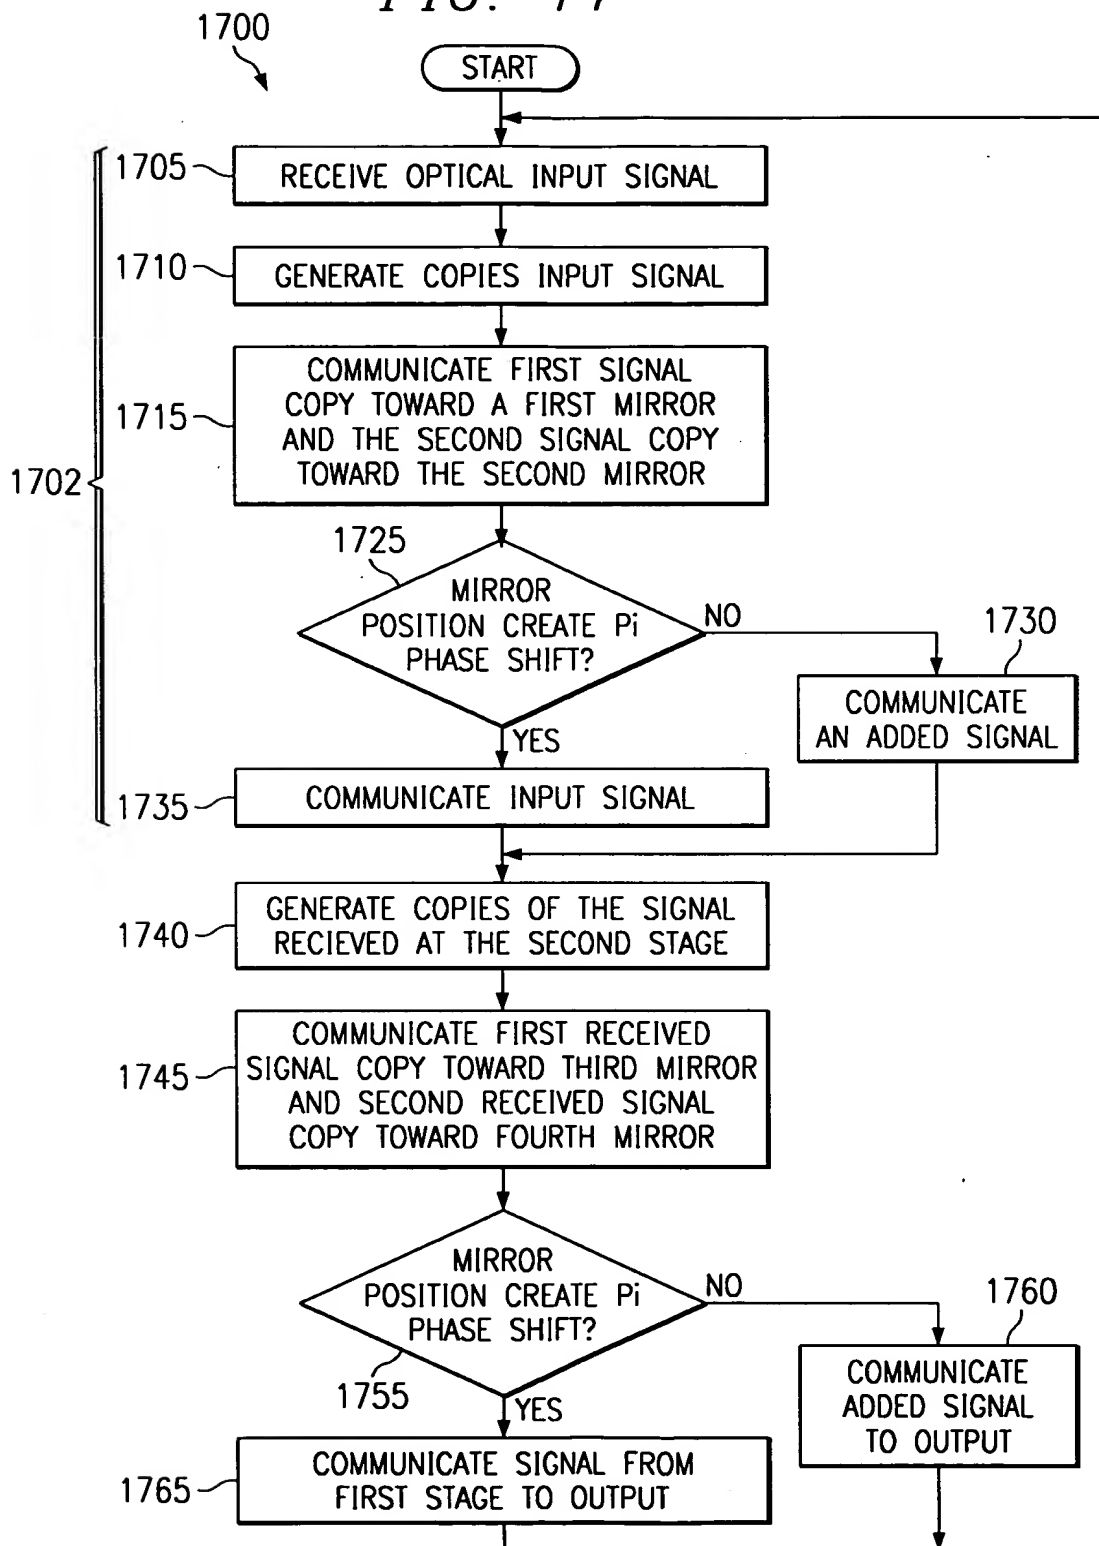 1700
START
1705
RECEIVE OPTICAL INPUT SIGNAL
1710
GENERATE COPIES INPUT SIGNAL
1715
COMMUNICATE FIRST SIGNAL
COPY TOWARD A FIRST MIRROR
AND THE SECOND SIGNAL COPY
TOWARD THE SECOND MIRROR
1702
1725
MIRROR
POSITION CREATE Pi
PHASE SHIFT?
NO
1730
COMMUNICATE
AN ADDED SIGNAL
YES
1735
COMMUNICATE INPUT SIGNAL
1740
GENERATE COPIES OF THE SIGNAL
RECIEVED AT THE SECOND STAGE
1745
COMMUNICATE FIRST RECEIVED
SIGNAL COPY TOWARD THIRD MIRROR
AND SECOND RECEIVED SIGNAL
COPY TOWARD FOURTH MIRROR
MIRROR
POSITION CREATE Pi
PHASE SHIFT?
NO
1760
1755
COMMUNICATE
ADDED SIGNAL
TO OUTPUT
YES
1765
COMMUNICATE SIGNAL FROM
FIRST STAGE TO OUTPUT